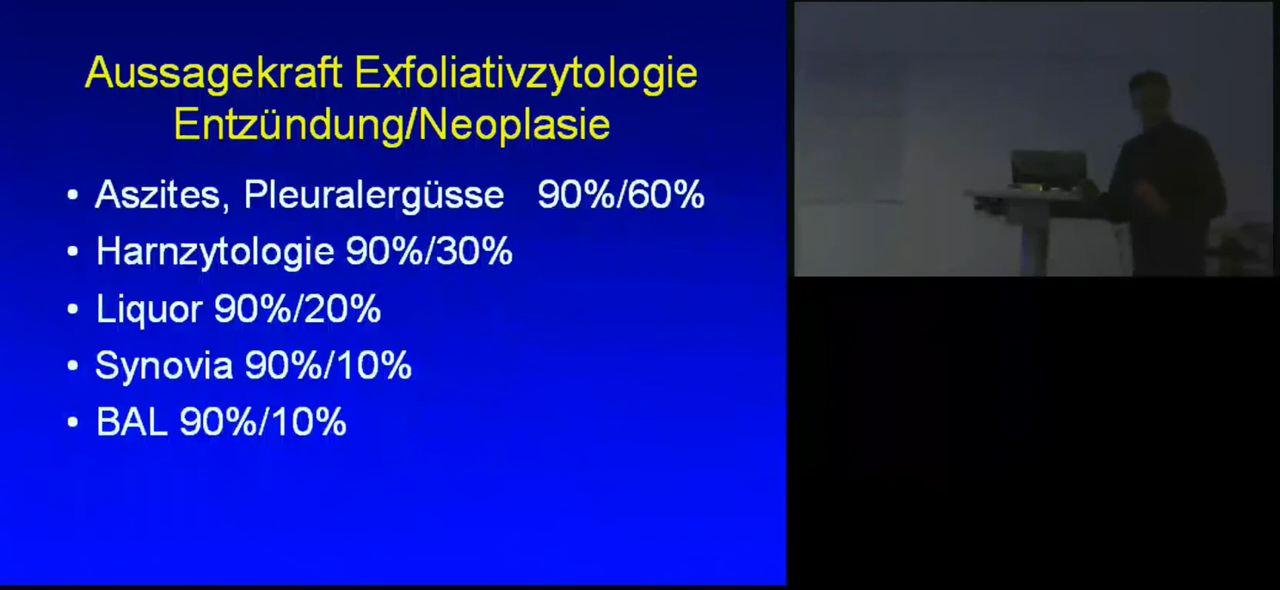 Aussagekraft Exfoliativzytologie
Entzündung/Neoplasie
• Aszites, Pleuralergüsse 90%/60%
• Harnzytologie 90%/30%
• Liquor 90%/20%
• Synovia 90%/10%
• BAL 90%/10%